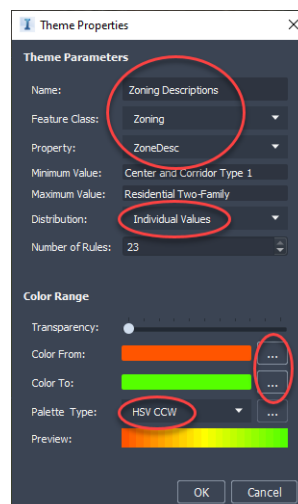 Theme Properties
Theme Parameters
Name: Zoning Descriptions
Feature Class: Zoning
Property: ZoneDesc
Minimum Value: Center and Corridor Type 1
Maximum Value: Residential Two-Family
Distribution: Individual Values
Number of Rules: 23
Color Range
Transparency:
Color From: ...
Color To: ...
Palette Type: HSV CCW ...
Preview:
OK Cancel